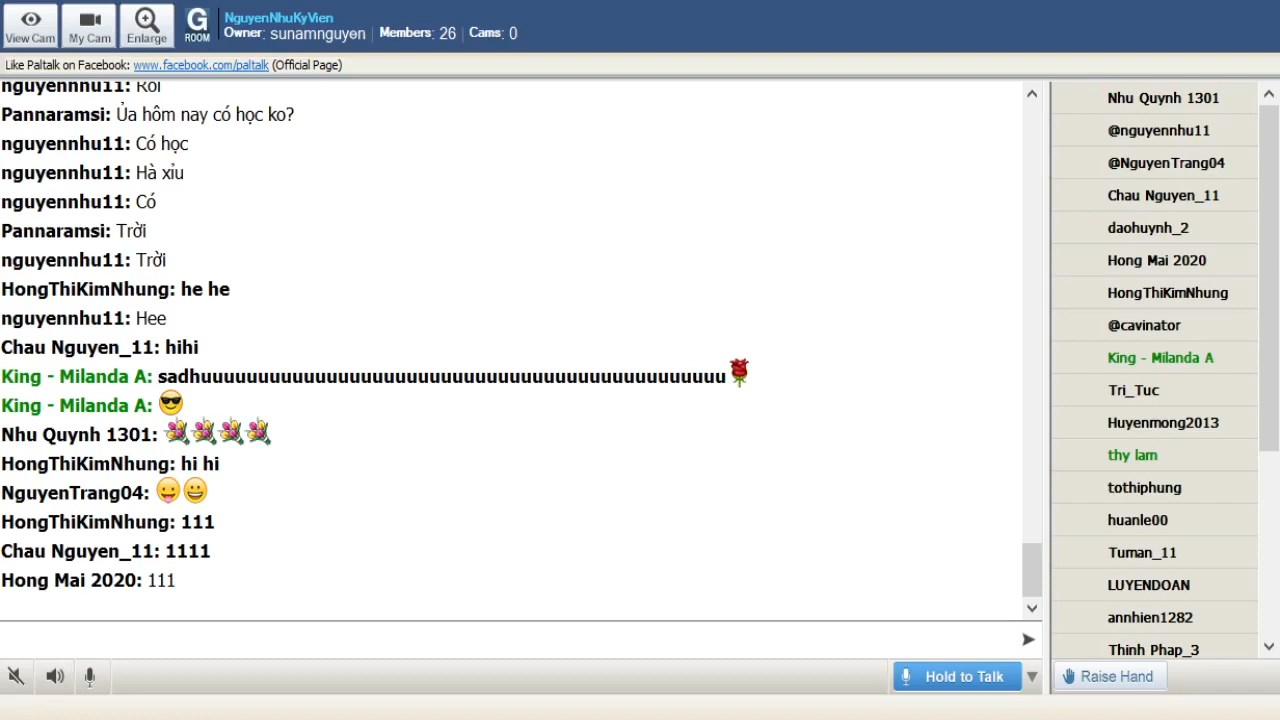 View Cam
My Cam
Enlarge
G
ROOM
NguyenNhuKyVien
Owner: sunamnguyen | Members: 26 | Cams: 0
Like Paltalk on Facebook: www.facebook.com/paltalk (Official Page)
nguyennhu11: Rồi
Pannaramsi: Ủa hôm nay có học ko?
nguyennhu11: Có học
nguyennhu11: Hà xỉu
nguyennhu11: Có
Pannaramsi: Trời
nguyennhu11: Trời
HongThiKimNhung: he he
nguyennhu11: Hee
Chau Nguyen_11: hihi
King - Milanda A: sadhuuuuuuuuuuuuuuuuuuuuuuuuuuuuuuuuuuuuuuuuuuuuuu
King - Milanda A:
Nhu Quynh 1301:
HongThiKimNhung: hi hi
NguyenTrang04:
HongThiKimNhung: 111
Chau Nguyen_11: 1111
Hong Mai 2020: 111
Nhu Quynh 1301
@nguyennhu11
@NguyenTrang04
Chau Nguyen_11
daohuynh_2
Hong Mai 2020
HongThiKimNhung
@cavinator
King - Milanda A
Tri_Tuc
Huyenmong2013
thy lam
tothiphung
huanle00
Tuman_11
LUYENDOAN
annhien1282
Thinh Phap_3
Hold to Talk
Raise Hand